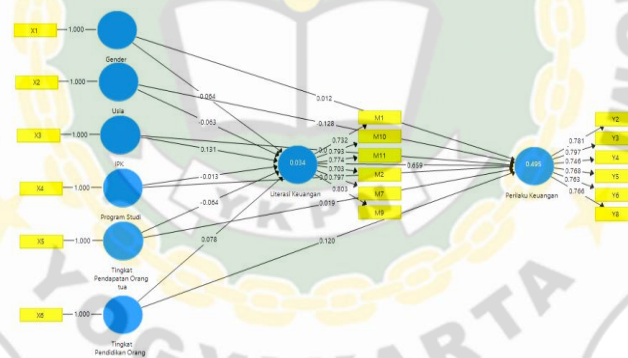 X1
1.000
Gender
X2
1.000
Usia
X3
1.000
IPK
X4
1.000
Program Studi
X5
1.000
Tingkat
Pendapatan Orang
tua
X6
1.000
Tingkat
Pendidikan Orang
-0.064
-0.063
0.131
-0.013
-0.064
0.078
0.012
-0.128
0.659
0.019
0.120
0.034
Literasi Keuangan
0.732
0.793
0.774
0.703
0.797
0.803
M1
M10
M11
M2
M7
M9
0.495
Perilaku Keuangan
0.781
0.797
0.746
0.768
0.763
0.766
Y2
Y3
Y4
Y5
Y6
Y8
YOGYAKARTA